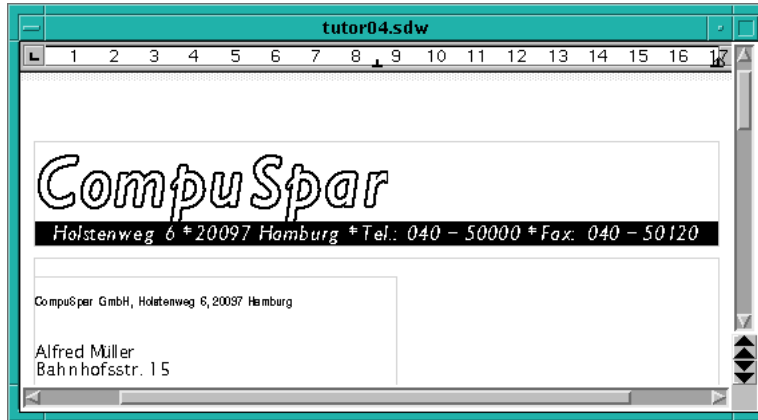 tutor04.sdw
1 2 3 4 5 6 7 8 9 10 11 12 13 14 15 16 17
CompuSpar
Holstenweg 6 * 20097 Hamburg * Tel.: 040 – 50000 * Fax: 040 – 50120
CompuSpar GmbH, Holstenweg 6, 20097 Hamburg
Alfred Müller
Bahnhofsstr. 15